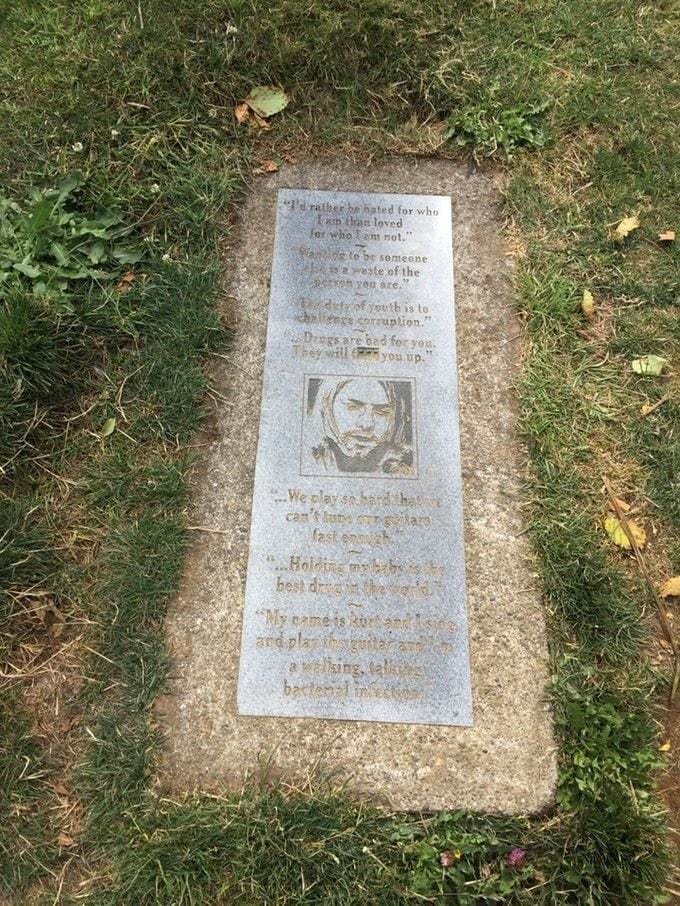 "I'd rather be hated for who
I am than loved
for who I am not."
"Wanting to be someone
else is a waste of the
person you are."
"The duty of youth is to
challenge corruption."
"...Drugs are bad for you.
They will you up."
"...We play so hard that we
can't tune our guitars
fast enough."
"...Holding my baby is the
best drug in the world."
"My name is Kurt and I sing
and play the guitar and I'm
a walking, talking
bacterial infection."